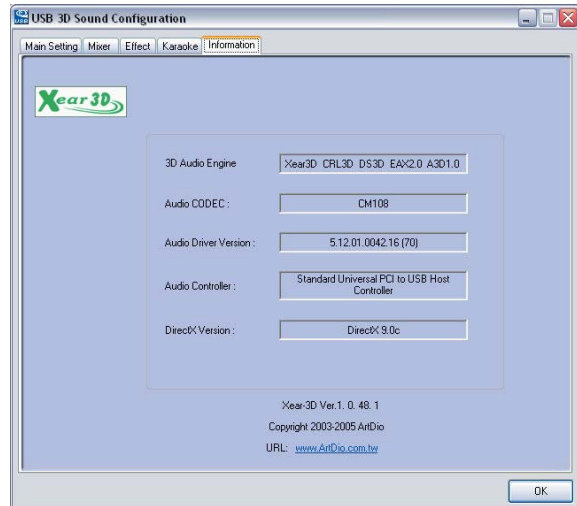 USB 3D Sound Configuration
Main Setting Mixer Effect Karaoke Information
Xear 3D
3D Audio Engine Xear3D CRL3D DS3D EAX2.0 A3D1.0
Audio CODEC : CM108
Audio Driver Version : 5.12.01.0042.16 (70)
Audio Controller : Standard Universal PCI to USB Host
Controller
DirectX Version : DirectX 9.0c
Xear-3D Ver.1. 0. 48. 1
Copyright 2003-2005 ArtDio
URL: www.ArtDio.com.tw
OK